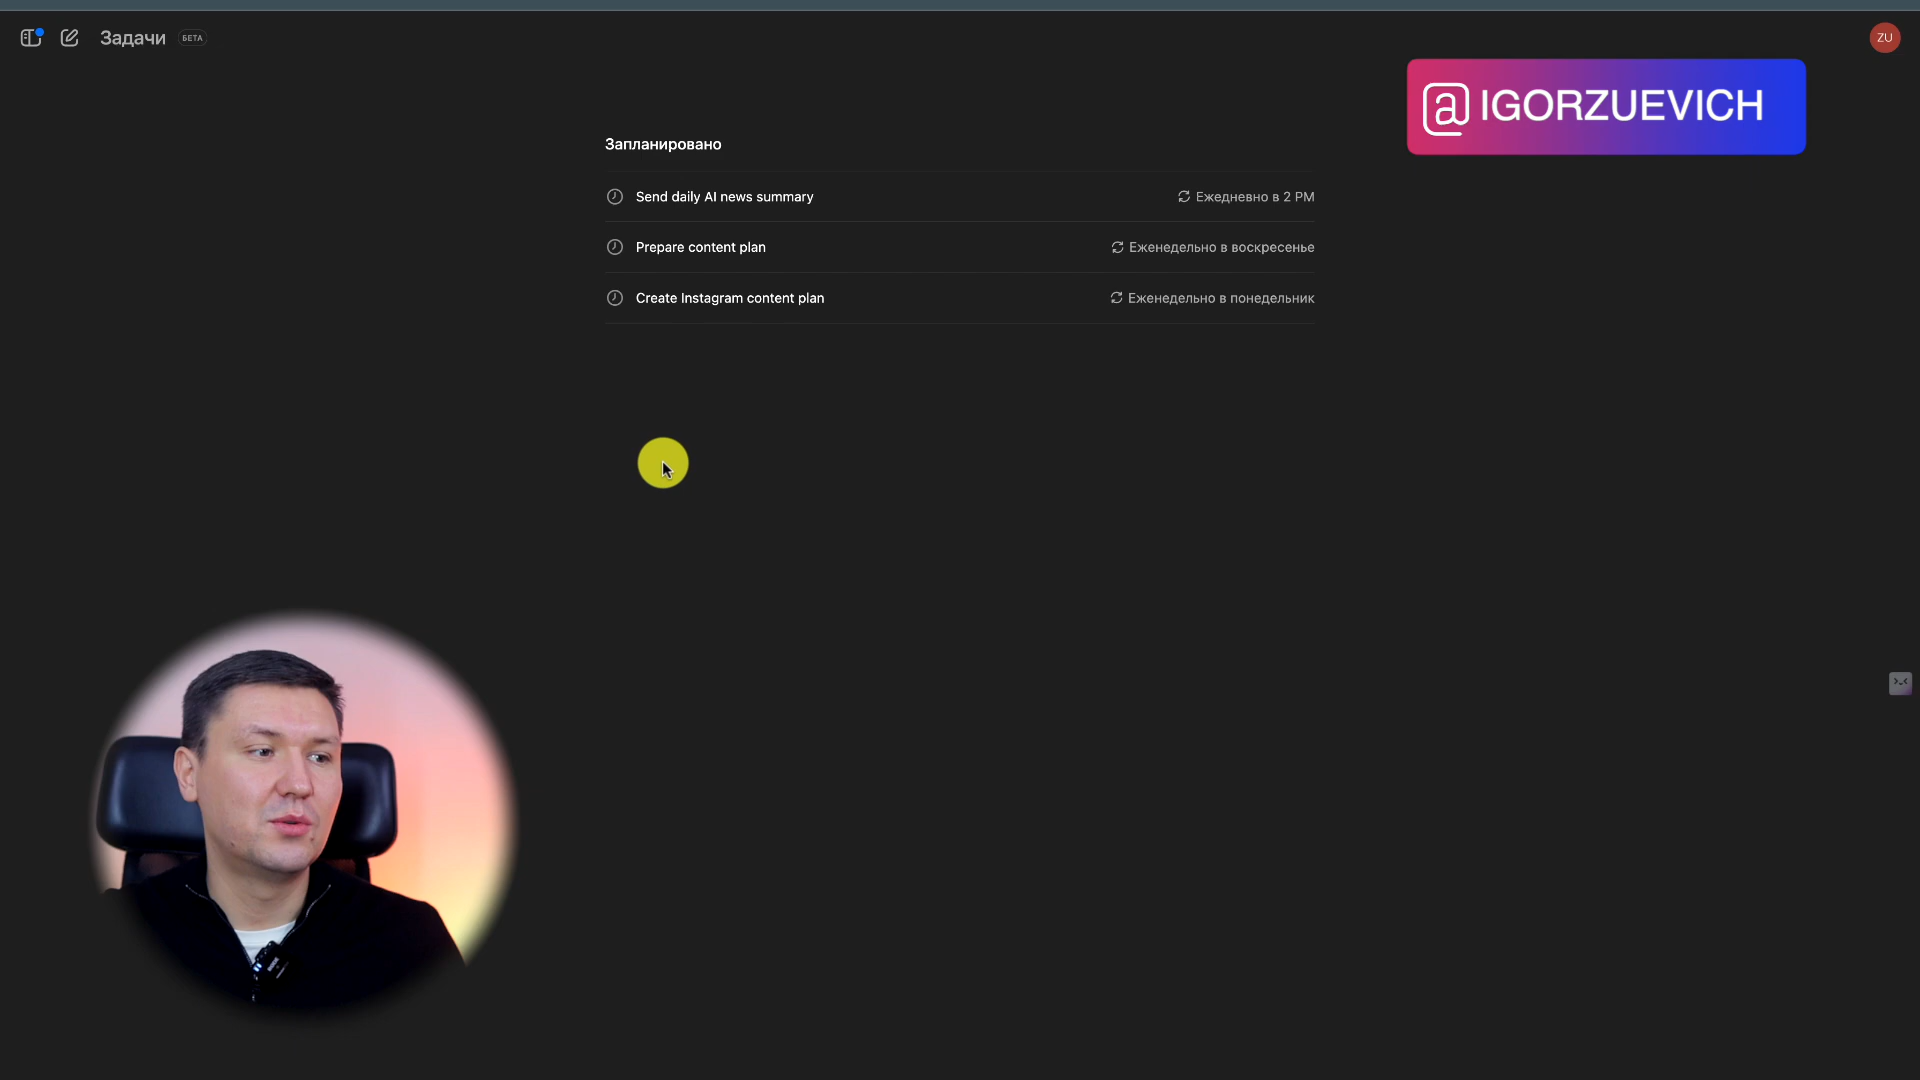 Задачи БЕТА
ZU
@IGORZUEVICH
Запланировано
Send daily AI news summary Ежедневно в 2 PM
Prepare content plan Еженедельно в воскресенье
Create Instagram content plan Еженедельно в понедельник